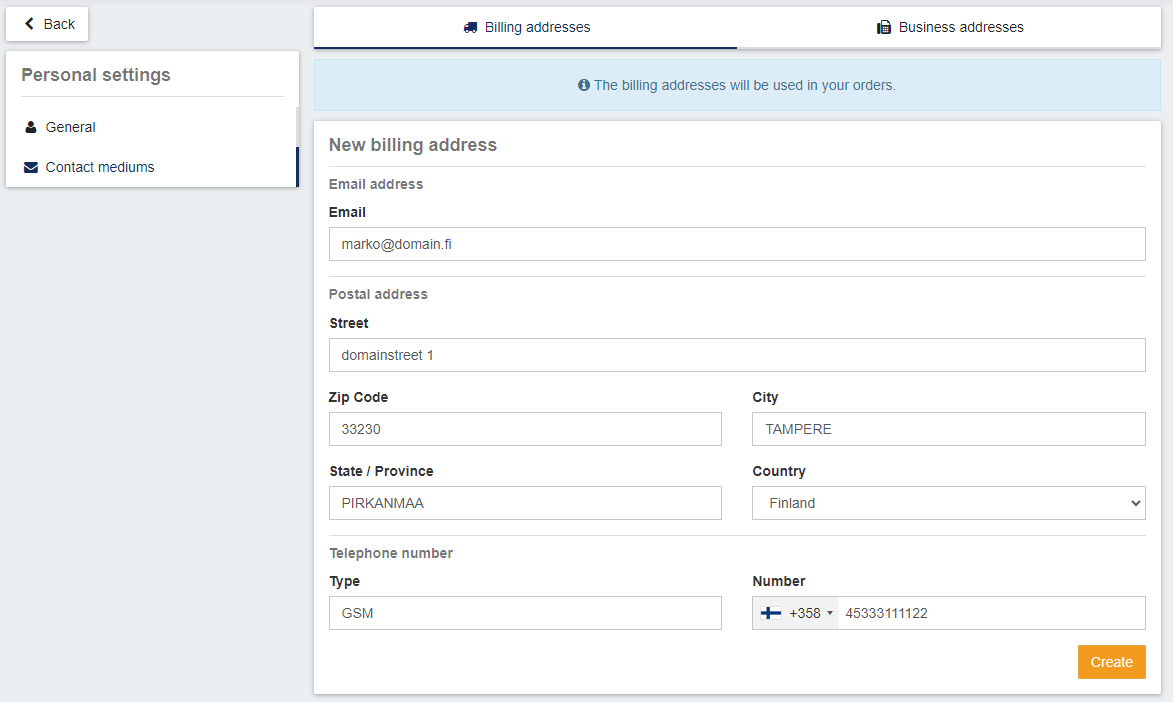 Back
Personal settings
General
Contact mediums
Billing addresses
Business addresses
The billing addresses will be used in your orders.
New billing address
Email address
Email
marko@domain.fi
Postal address
Street
domainstreet 1
Zip Code
City
33230
TAMPERE
State / Province
Country
PIRKANMAA
Finland
Telephone number
Type
Number
GSM
+358 45333111122
Create